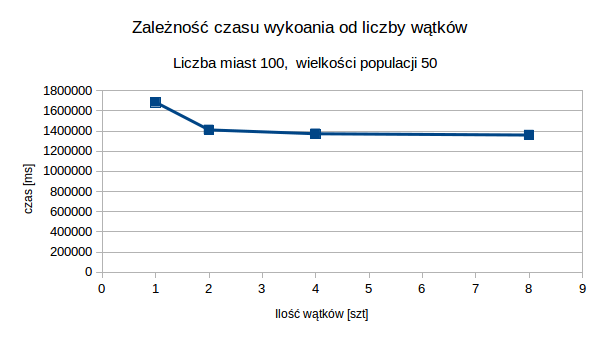 Zależność czasu wykoania od liczby wątków
Liczba miast 100, wielkości populacji 50
1800000
1600000
1400000
1200000
1000000
800000
600000
400000
200000
0
czas [ms]
0 1 2 3 4 5 6 7 8 9
Ilość wątków [szt]